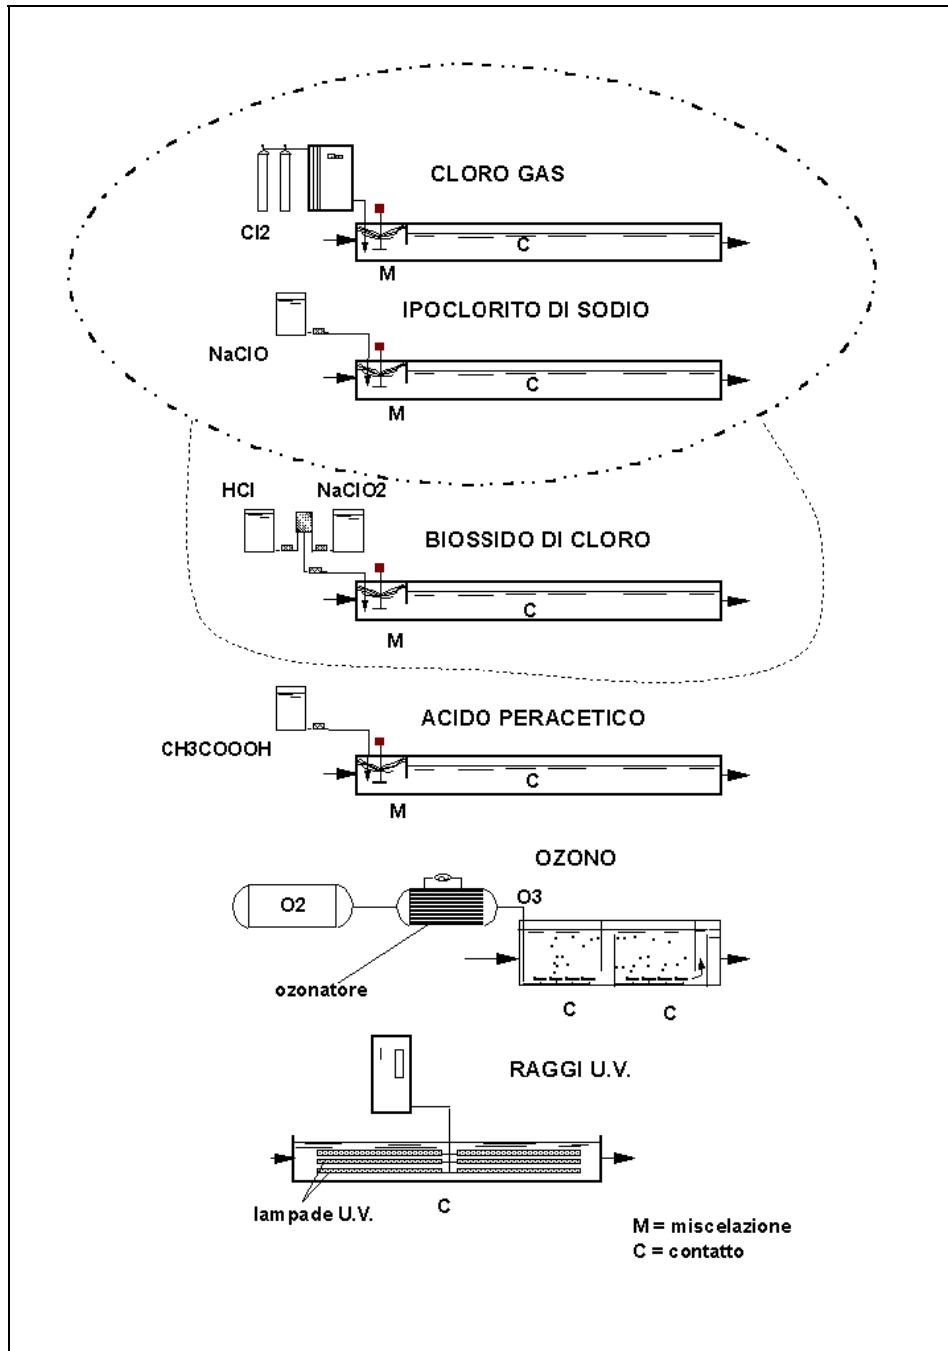 CLORO GAS
Cl2
C
M
IPOCLORITO DI SODIO
NaClO
C
M
HCl NaClO2
BIOSSIDO DI CLORO
C
M
ACIDO PERACETICO
CH3COOOH
C
M
OZONO
O2
O3
ozonatore
C C
RAGGI U.V.
lampade U.V.
C
M = miscelazione
C = contatto